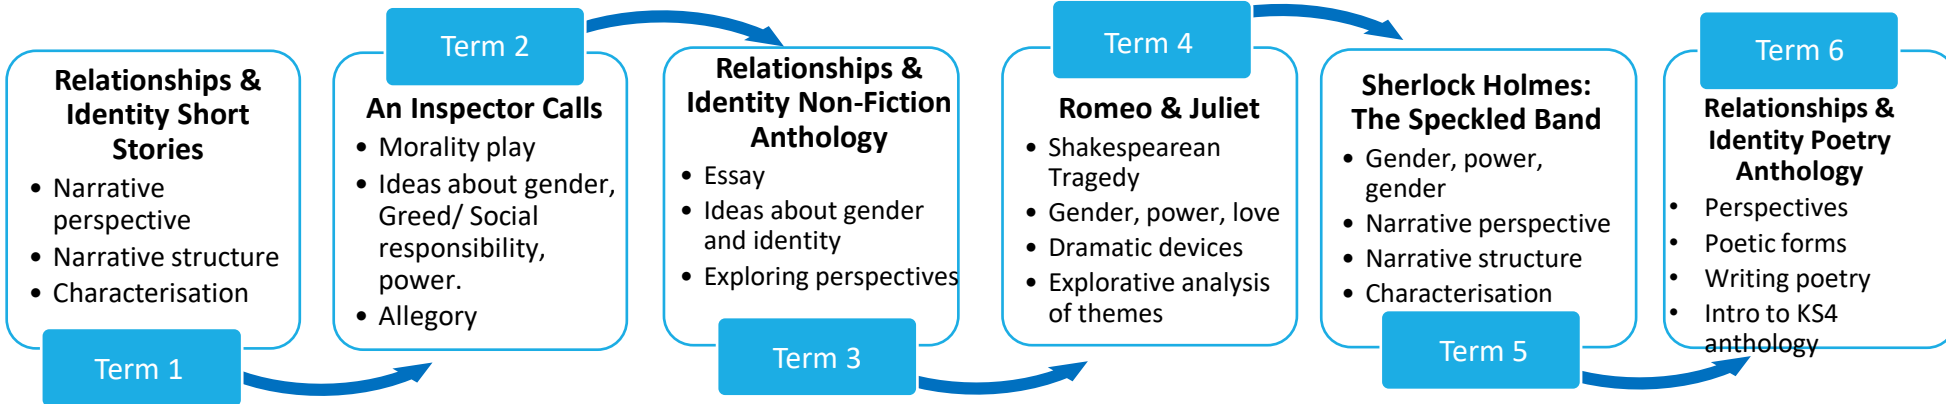 Relationships &
Identity Short
Stories
• Narrative
perspective
• Narrative structure
• Characterisation
Term 1
Term 2
An Inspector Calls
• Morality play
• Ideas about gender,
Greed/ Social
responsibility,
power.
• Allegory
Relationships &
Identity Non-Fiction
Anthology
• Essay
• Ideas about gender
and identity
• Exploring perspectives
Term 3
Term 4
Romeo & Juliet
• Shakespearean
Tragedy
• Gender, power, love
• Dramatic devices
• Explorative analysis
of themes
Sherlock Holmes:
The Speckled Band
• Gender, power,
gender
• Narrative perspective
• Narrative structure
• Characterisation
Term 5
Term 6
Relationships &
Identity Poetry
Anthology
• Perspectives
• Poetic forms
• Writing poetry
• Intro to KS4
anthology